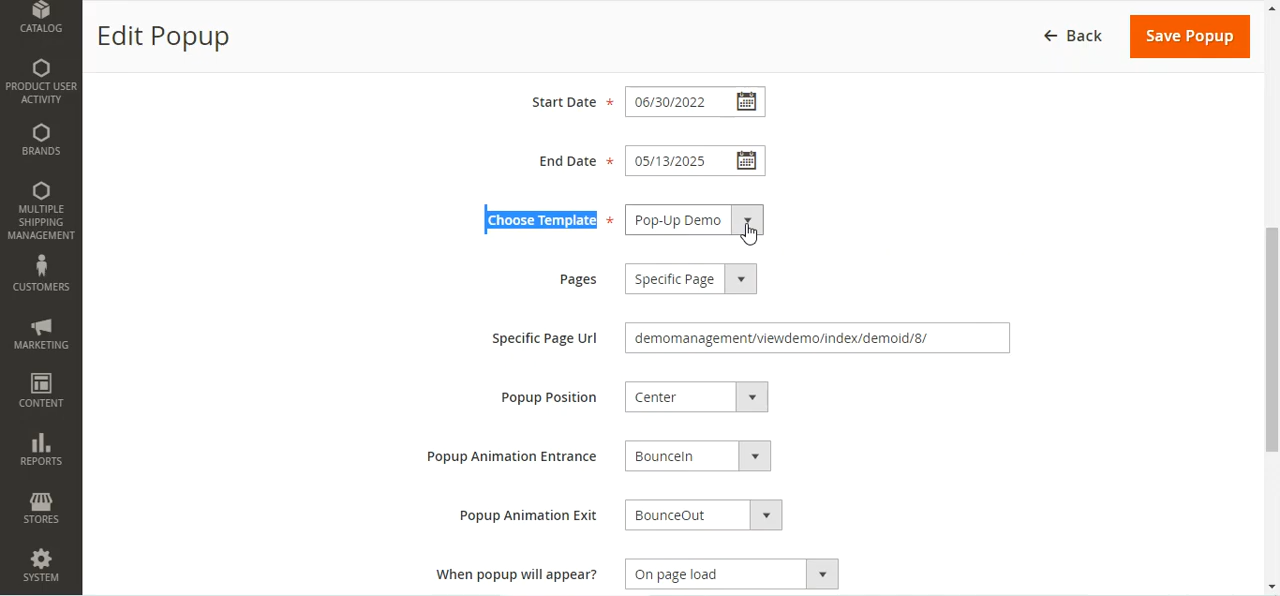 CATALOG
PRODUCT USER
ACTIVITY
BRANDS
MULTIPLE
SHIPPING
MANAGEMENT
CUSTOMERS
MARKETING
CONTENT
REPORTS
STORES
SYSTEM
Edit Popup
← Back
Save Popup
Start Date * 06/30/2022
End Date * 05/13/2025
Choose Template * Pop-Up Demo
Pages Specific Page
Specific Page Url demomanagement/viewdemo/index/demoid/8/
Popup Position Center
Popup Animation Entrance BounceIn
Popup Animation Exit BounceOut
When popup will appear? On page load